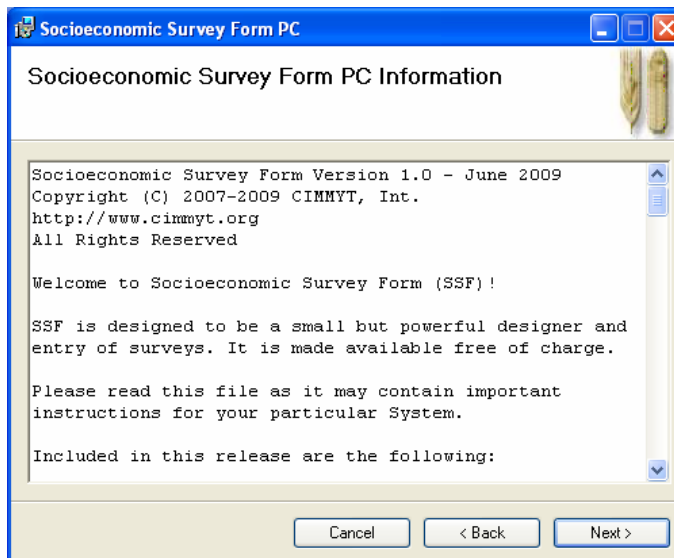 Socioeconomic Survey Form PC
Socioeconomic Survey Form PC Information
Socioeconomic Survey Form Version 1.0 - June 2009
Copyright (C) 2007-2009 CIMMYT, Int.
http://www.cimmyt.org
All Rights Reserved
Welcome to Socioeconomic Survey Form (SSF)!
SSF is designed to be a small but powerful designer and
entry of surveys. It is made available free of charge.
Please read this file as it may contain important
instructions for your particular System.
Included in this release are the following:
Cancel
< Back
Next >